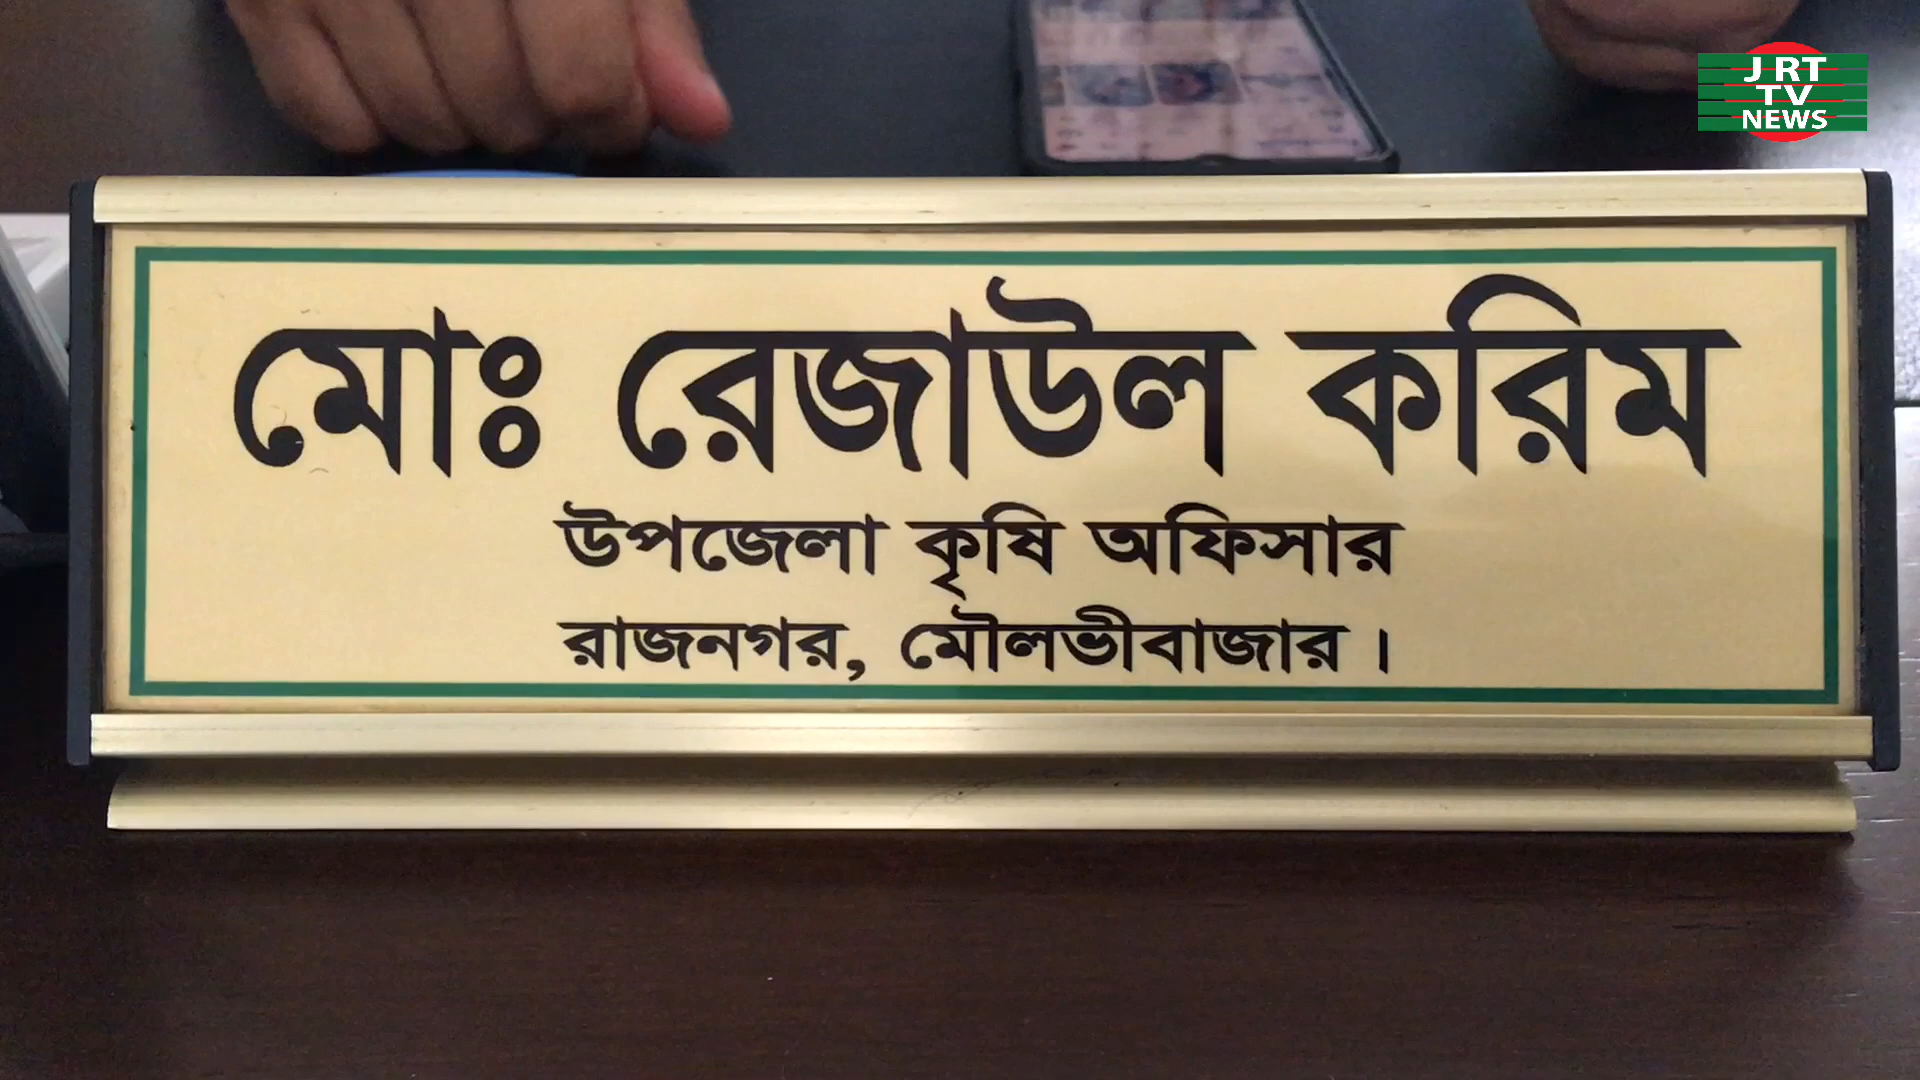 J RT
TV
NEWS
মোঃ রেজাউল করিম
উপজেলা কৃষি অফিসার
রাজনগর, মৌলভীবাজার।